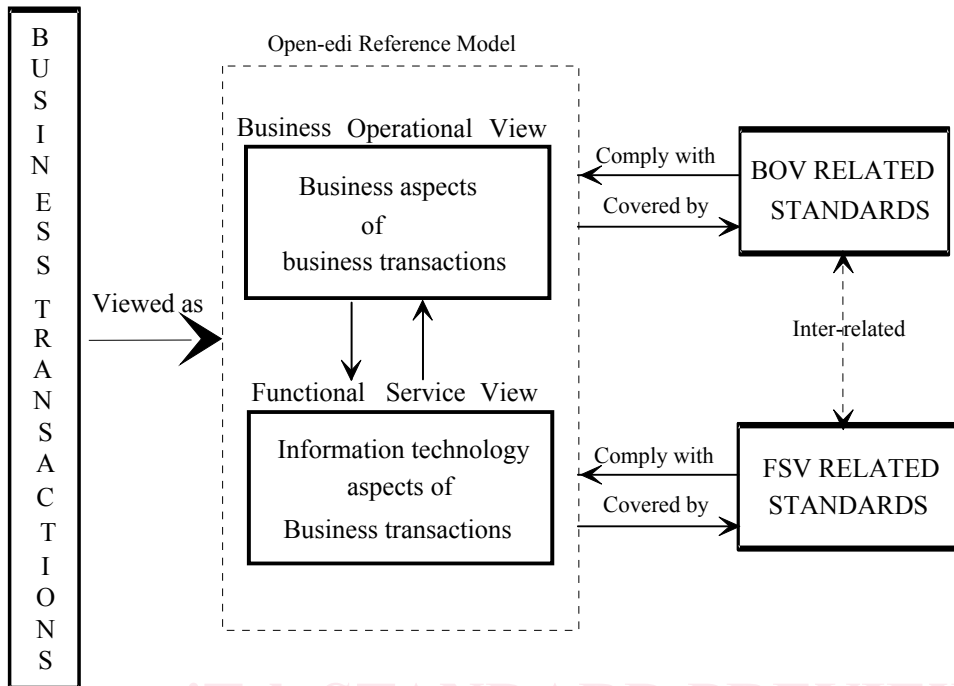 BUSINESS TRANSACTIONS
Open-edi Reference Model
Business Operational View
Business aspects
of
business transactions
Viewed as
Functional Service View
Information technology
aspects of
Business transactions
Comply with
Covered by
BOV RELATED
STANDARDS
Inter-related
Comply with
Covered by
FSV RELATED
STANDARDS